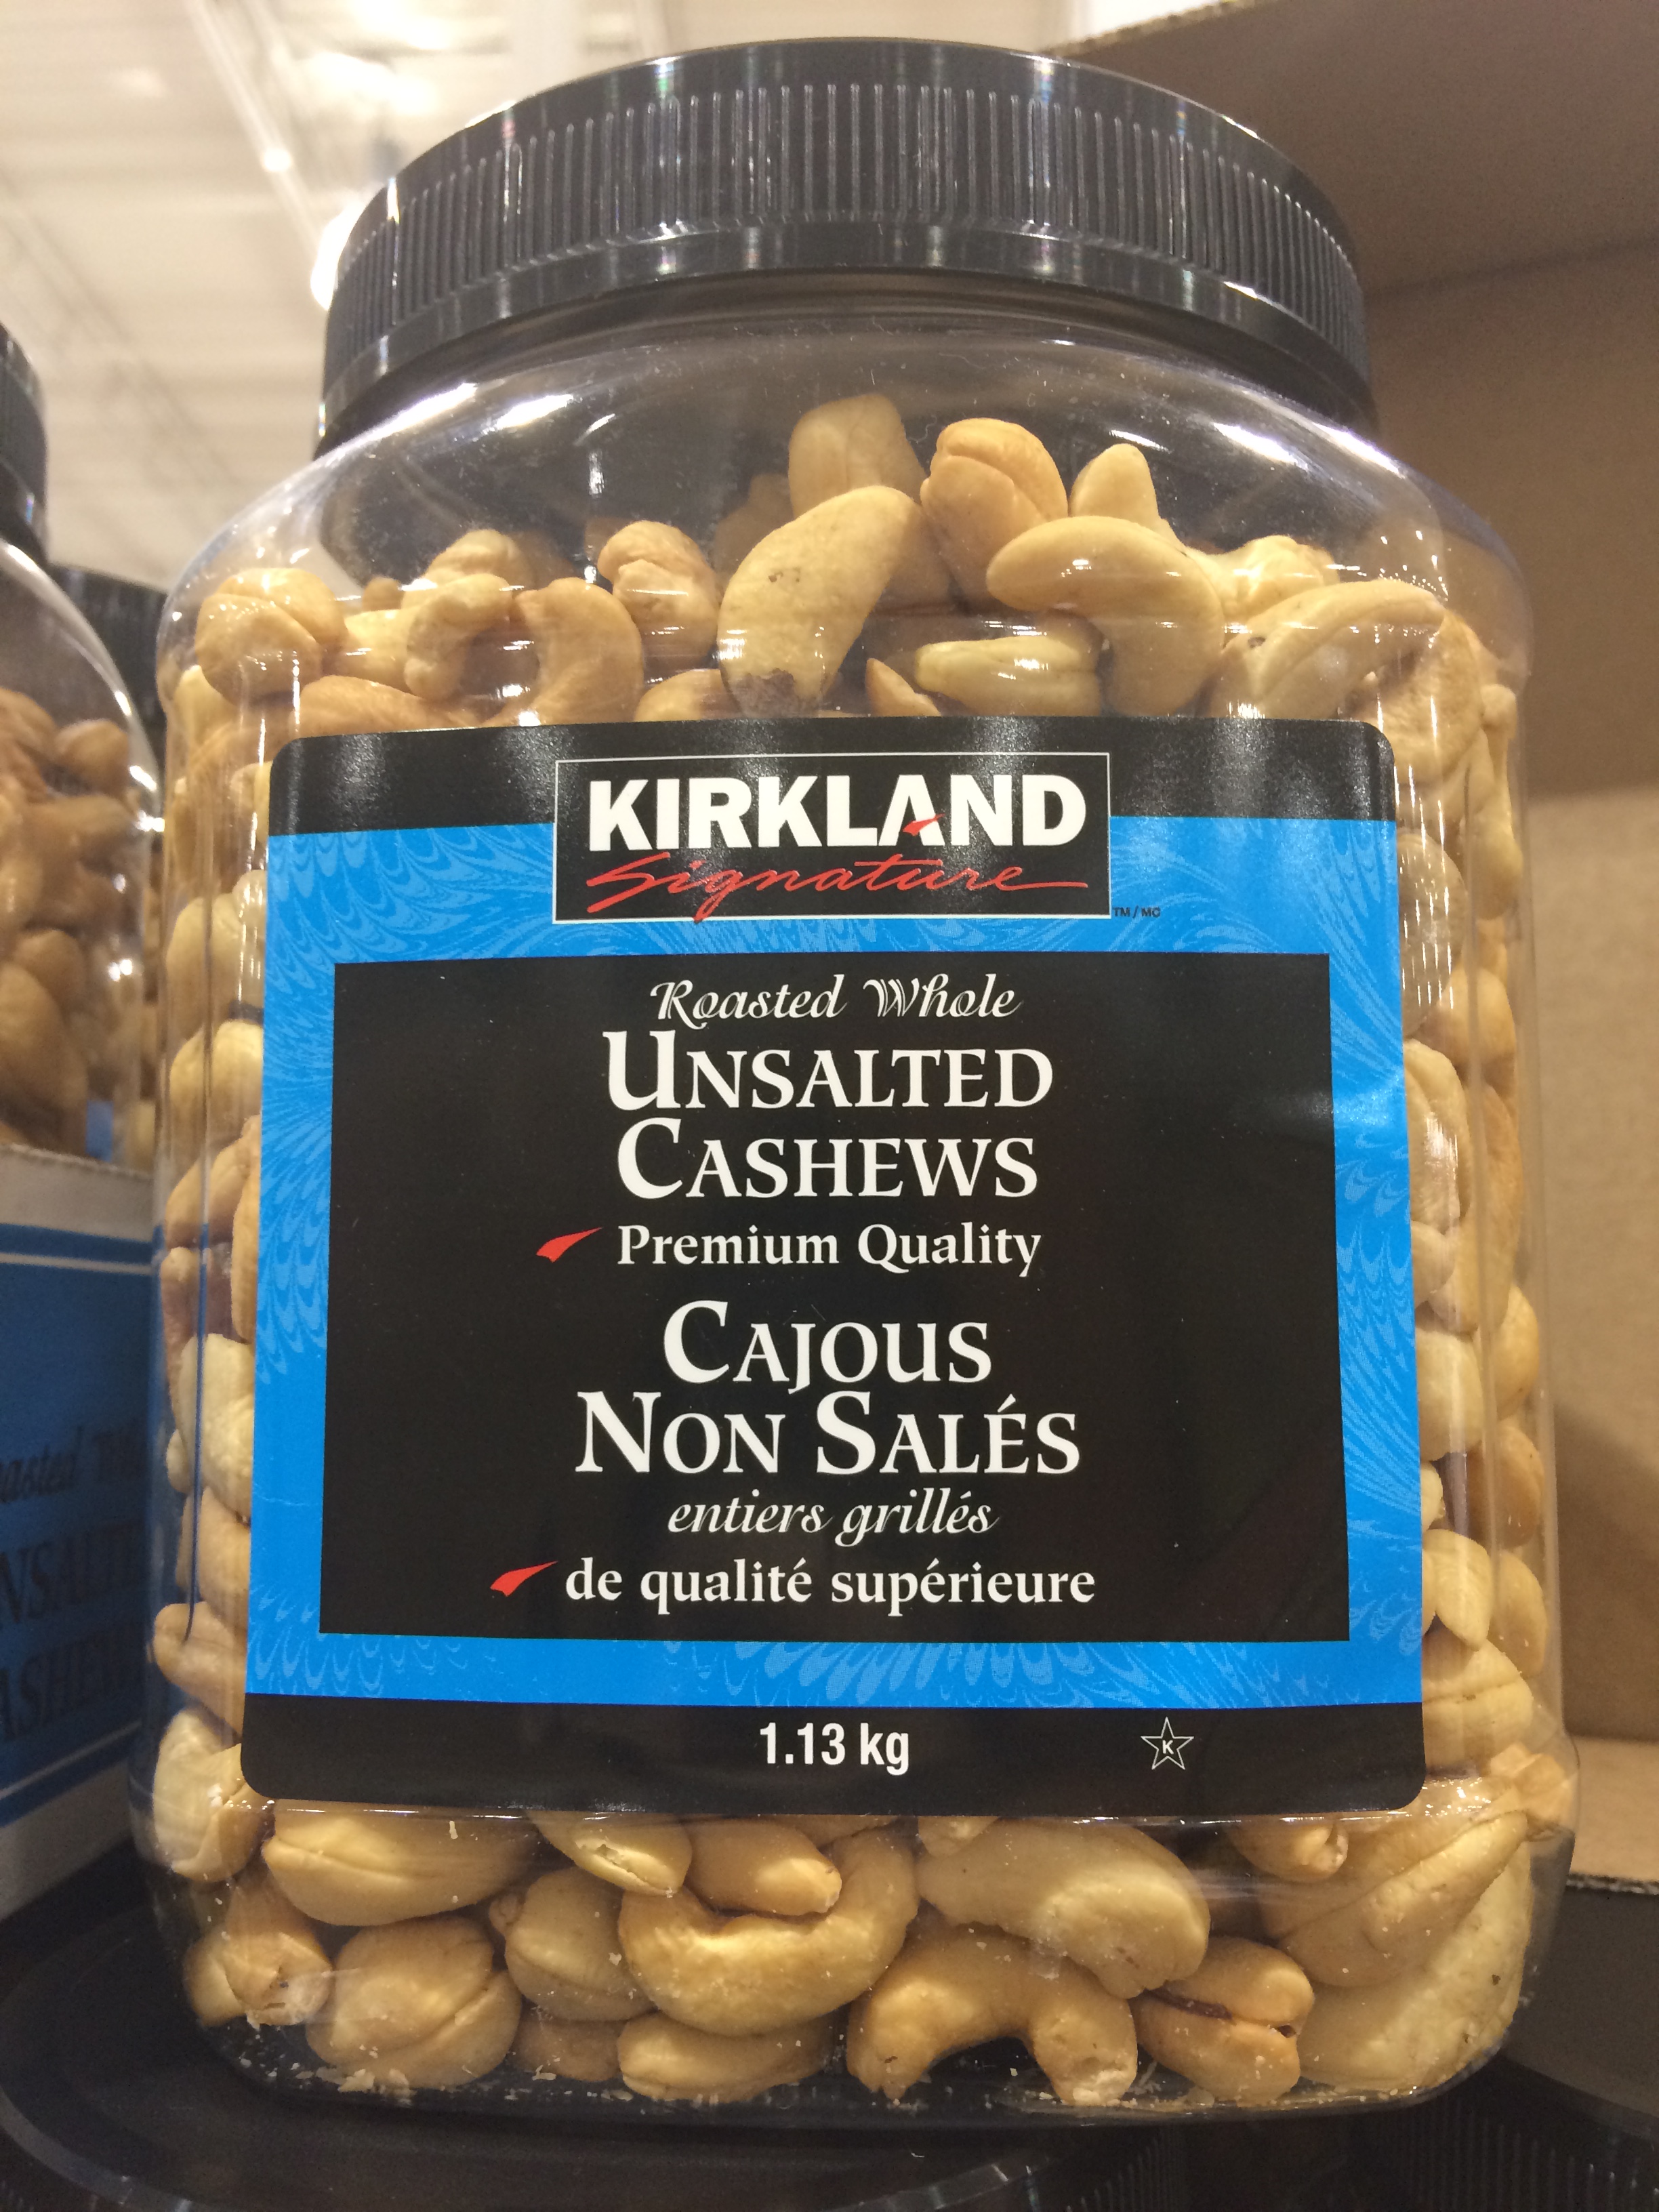 KIRKLAND
Signature
TM/MC
Roasted Whole
UNSALTED
CASHEWS
Premium Quality
CAJOUS
NON SALÉS
entiers grillés
de qualité supérieure
1.13 kg
K